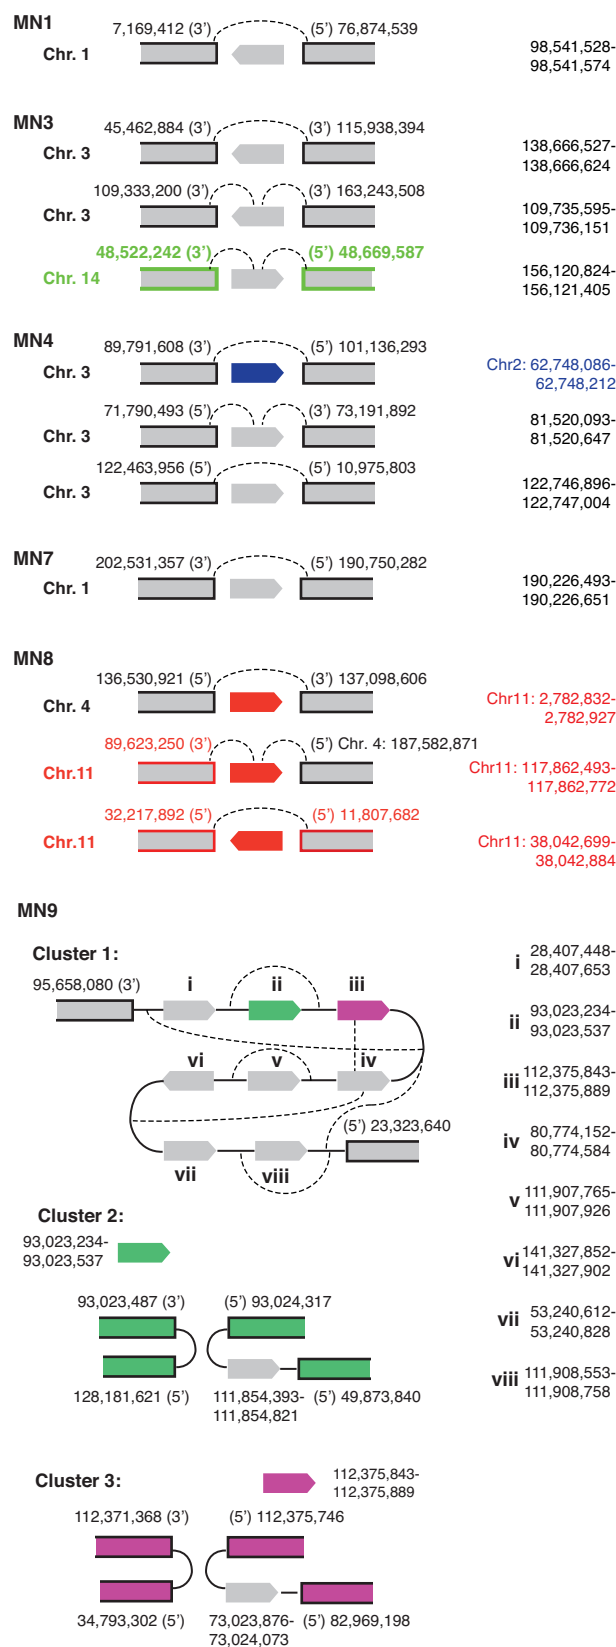 MN1
7,169,412 (3’) (5’) 76,874,539
Chr. 1
98,541,528-
98,541,574
MN3
45,462,884 (3’) (3’) 115,938,394
Chr. 3
138,666,527-
138,666,624
109,333,200 (3’) (3’) 163,243,508
Chr. 3
109,735,595-
109,736,151
48,522,242 (3’) (5’) 48,669,587
Chr. 14
156,120,824-
156,121,405
MN4
89,791,608 (3’) (5’) 101,136,293
Chr. 3
Chr2: 62,748,086-
62,748,212
71,790,493 (5’) (3’) 73,191,892
Chr. 3
81,520,093-
81,520,647
122,463,956 (5’) (5’) 10,975,803
Chr. 3
122,746,896-
122,747,004
MN7
202,531,357 (3’) (5’) 190,750,282
Chr. 1
190,226,493-
190,226,651
MN8
136,530,921 (5’) (3’) 137,098,606
Chr. 4
Chr11: 2,782,832-
2,782,927
89,623,250 (3’) (5’) Chr. 4: 187,582,871
Chr.11
Chr11: 117,862,493-
117,862,772
32,217,892 (5’) (5’) 11,807,682
Chr.11
Chr11: 38,042,699-
38,042,884
MN9
Cluster 1:
95,658,080 (3’) i ii iii
vi v iv
(5’) 23,323,640
vii viii
i 28,407,448-
28,407,653
ii 93,023,234-
93,023,537
iii 112,375,843-
112,375,889
iv 80,774,152-
80,774,584
v 111,907,765-
111,907,926
vi 141,327,852-
141,327,902
vii 53,240,612-
53,240,828
viii 111,908,553-
111,908,758
Cluster 2:
93,023,234-
93,023,537
93,023,487 (3’) (5’) 93,024,317
128,181,621 (5’) 111,854,393- (5’) 49,873,840
111,854,821
Cluster 3:
112,375,843-
112,375,889
112,371,368 (3’) (5’) 112,375,746
34,793,302 (5’) 73,023,876- (5’) 82,969,198
73,024,073